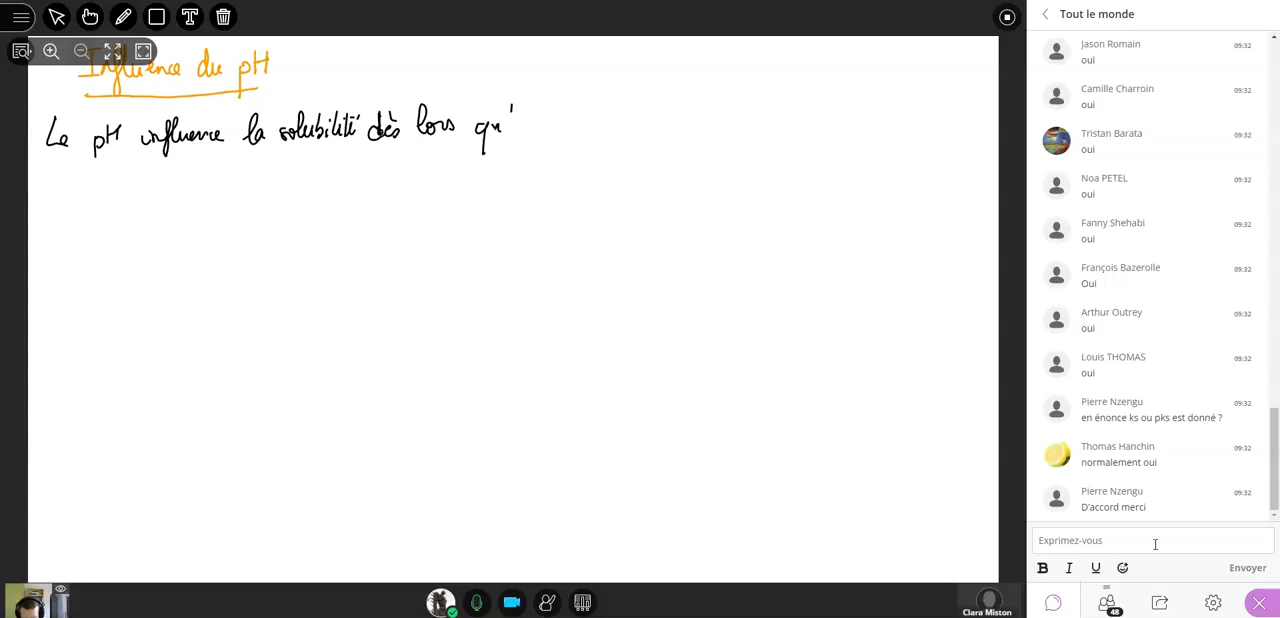 Influence du pH
Le pH influence la solubilité dès lors qu'
Tout le monde
Jason Romain 09:32
oui
Camille Charroin 09:32
oui
Tristan Barata 09:32
oui
Noa PETEL 09:32
oui
Fanny Shehabi 09:32
oui
François Bazerolle 09:32
Oui
Arthur Outrey 09:32
oui
Louis THOMAS 09:32
oui
Pierre Nzengu 09:32
en énonce ks ou pks est donné ?
Thomas Hanchin 09:32
normalement oui
Pierre Nzengu 09:32
D'accord merci
Exprimez-vous
B I U Envoyer
48
Clara Miston